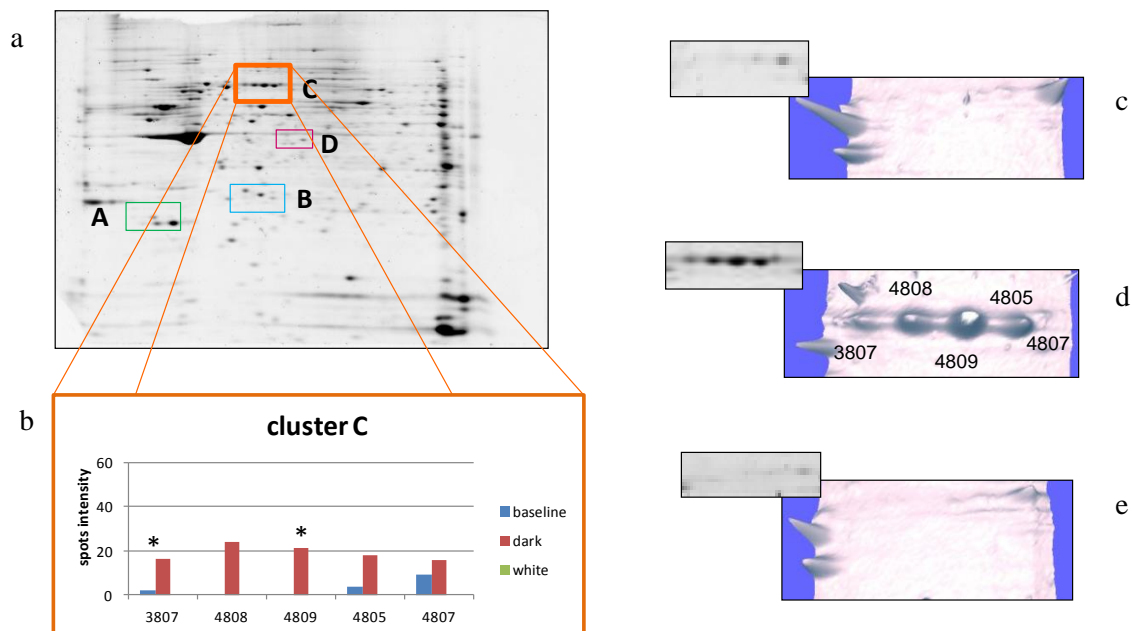 a
C
D
B
A
b
cluster C
spots intensity
60
40
20
0
*
*
baseline
dark
white
3807 4808 4809 4805 4807
c
d
4808 4805
3807 4807
4809
e